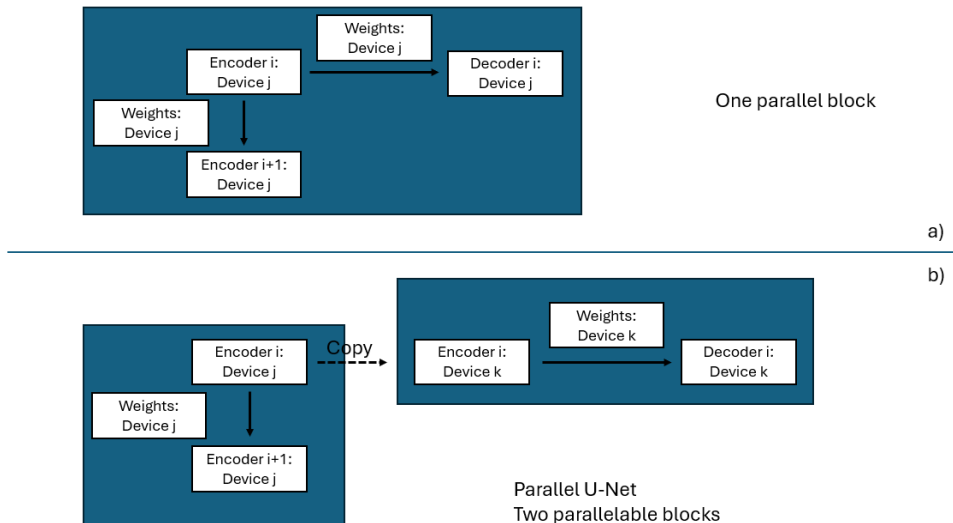 Weights:
Device j
Encoder i:
Device j
Decoder i:
Device j
Weights:
Device j
Encoder i+1:
Device j
One parallel block
a)
b)
Encoder i:
Device j
Copy
Weights:
Device j
Encoder i+1:
Device j
Weights:
Device k
Encoder i:
Device k
Decoder i:
Device k
Parallel U-Net
Two parallelable blocks